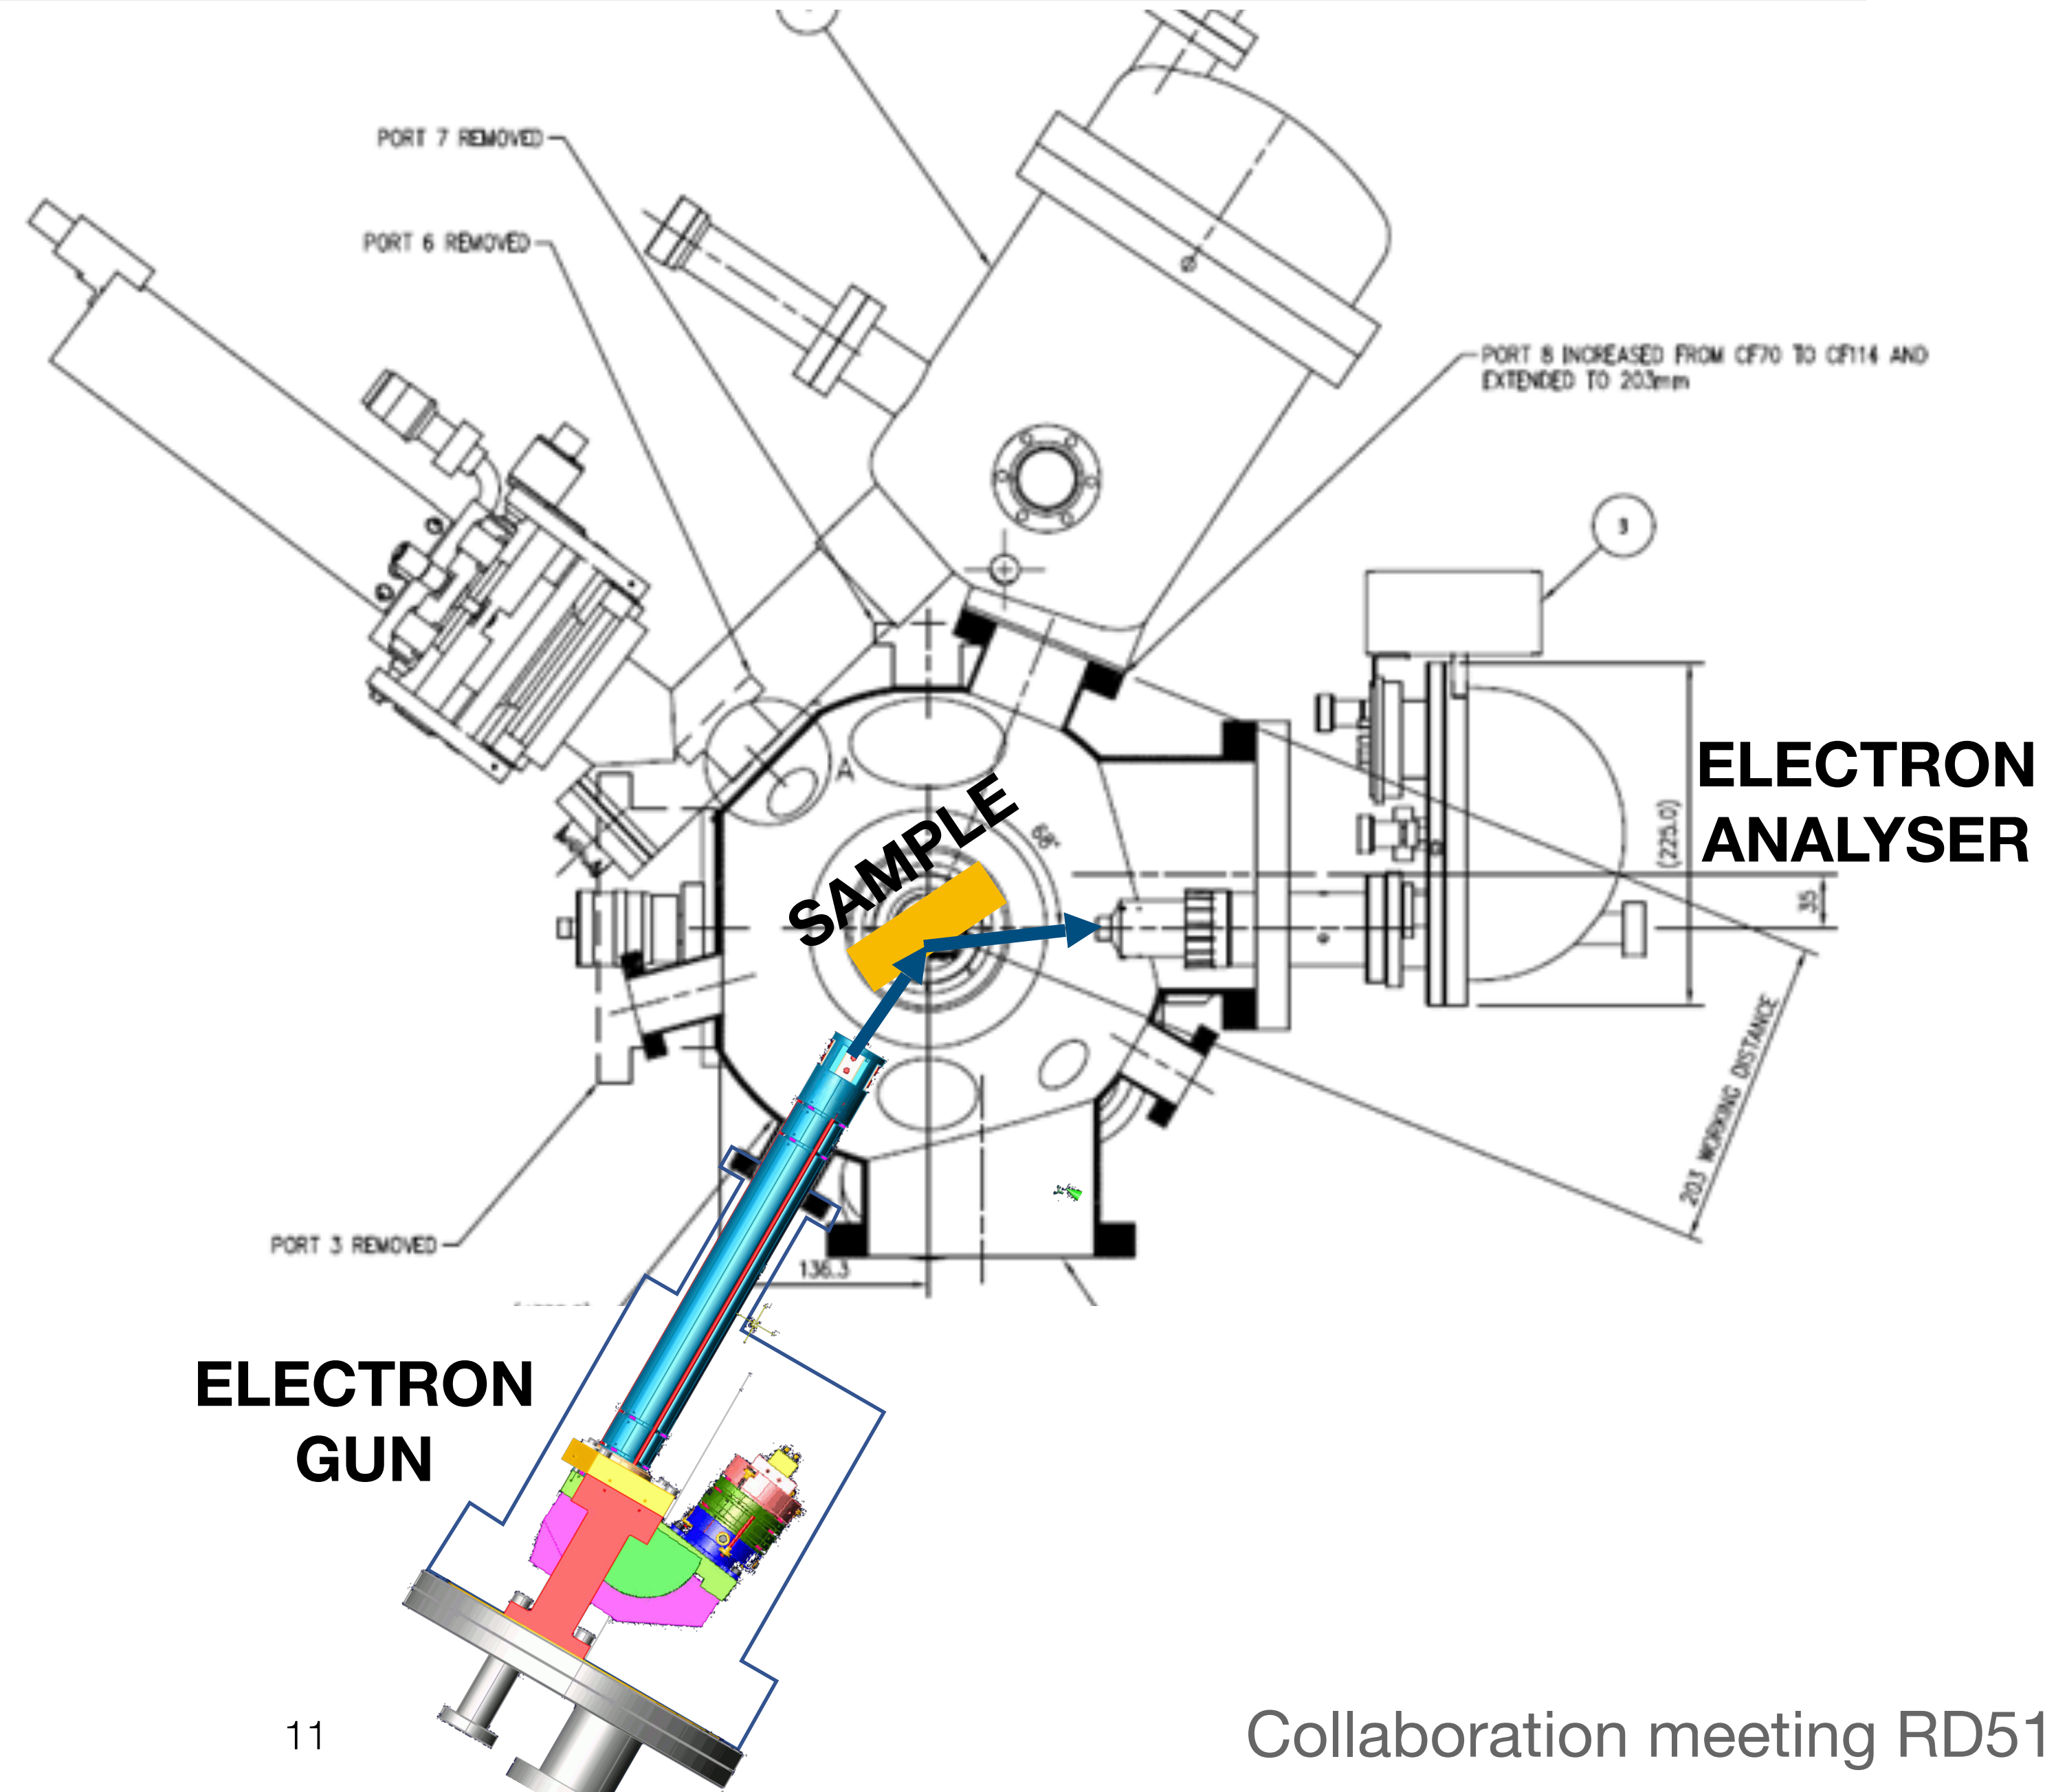 PORT 7 REMOVED
PORT 6 REMOVED
PORT 8 INCREASED FROM CF70 TO CF114 AND
EXTENDED TO 203mm
3
ELECTRON
ANALYSER
(225.0)
35
A
SAMPLE
68°
203 WORKING DISTANCE
PORT 3 REMOVED
136.3
ELECTRON
GUN
11
Collaboration meeting RD51